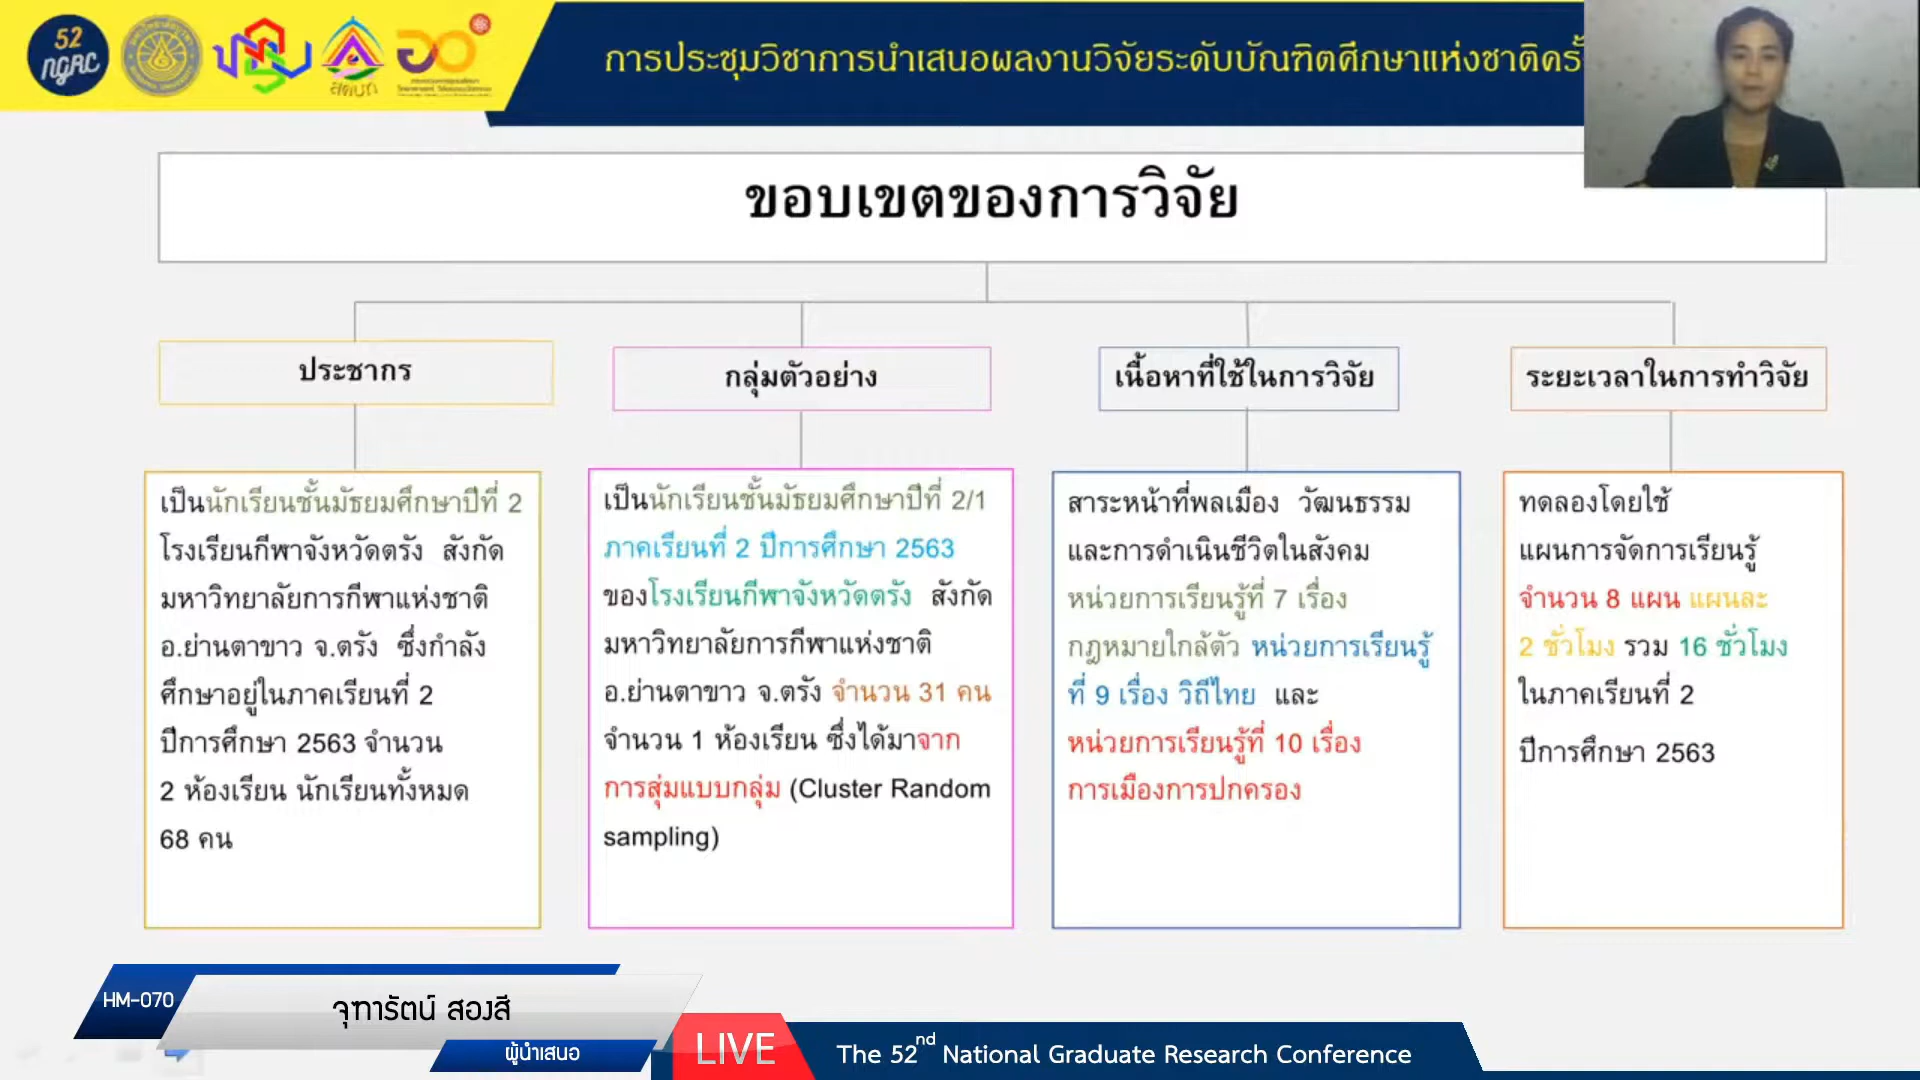 52
NGRC
สคบท
การประชุมวิชาการนำเสนอผลงานวิจัยระดับบัณฑิตศึกษาแห่งชาติครั้
ขอบเขตของการวิจัย
ประชากร
เป็นนักเรียนชั้นมัธยมศึกษาปีที่ 2
โรงเรียนกีฬาจังหวัดตรัง สังกัด
มหาวิทยาลัยการกีฬาแห่งชาติ
อ.ย่านตาขาว จ.ตรัง ซึ่งกำลัง
ศึกษาอยู่ในภาคเรียนที่ 2
ปีการศึกษา 2563 จำนวน
2 ห้องเรียน นักเรียนทั้งหมด
68 คน
กลุ่มตัวอย่าง
เป็นนักเรียนชั้นมัธยมศึกษาปีที่ 2/1
ภาคเรียนที่ 2 ปีการศึกษา 2563
ของโรงเรียนกีฬาจังหวัดตรัง สังกัด
มหาวิทยาลัยการกีฬาแห่งชาติ
อ.ย่านตาขาว จ.ตรัง จำนวน 31 คน
จำนวน 1 ห้องเรียน ซึ่งได้มาจาก
การสุ่มแบบกลุ่ม (Cluster Random
sampling)
เนื้อหาที่ใช้ในการวิจัย
สาระหน้าที่พลเมือง วัฒนธรรม
และการดำเนินชีวิตในสังคม
หน่วยการเรียนรู้ที่ 7 เรื่อง
กฎหมายใกล้ตัว หน่วยการเรียนรู้
ที่ 9 เรื่อง วิถีไทย และ
หน่วยการเรียนรู้ที่ 10 เรื่อง
การเมืองการปกครอง
ระยะเวลาในการทำวิจัย
ทดลองโดยใช้
แผนการจัดการเรียนรู้
จำนวน 8 แผน แผนละ
2 ชั่วโมง รวม 16 ชั่วโมง
ในภาคเรียนที่ 2
ปีการศึกษา 2563
HM-070
จุฑารัตน์ สองสี
ผู้นำเสนอ
LIVE
The 52nd National Graduate Research Conference